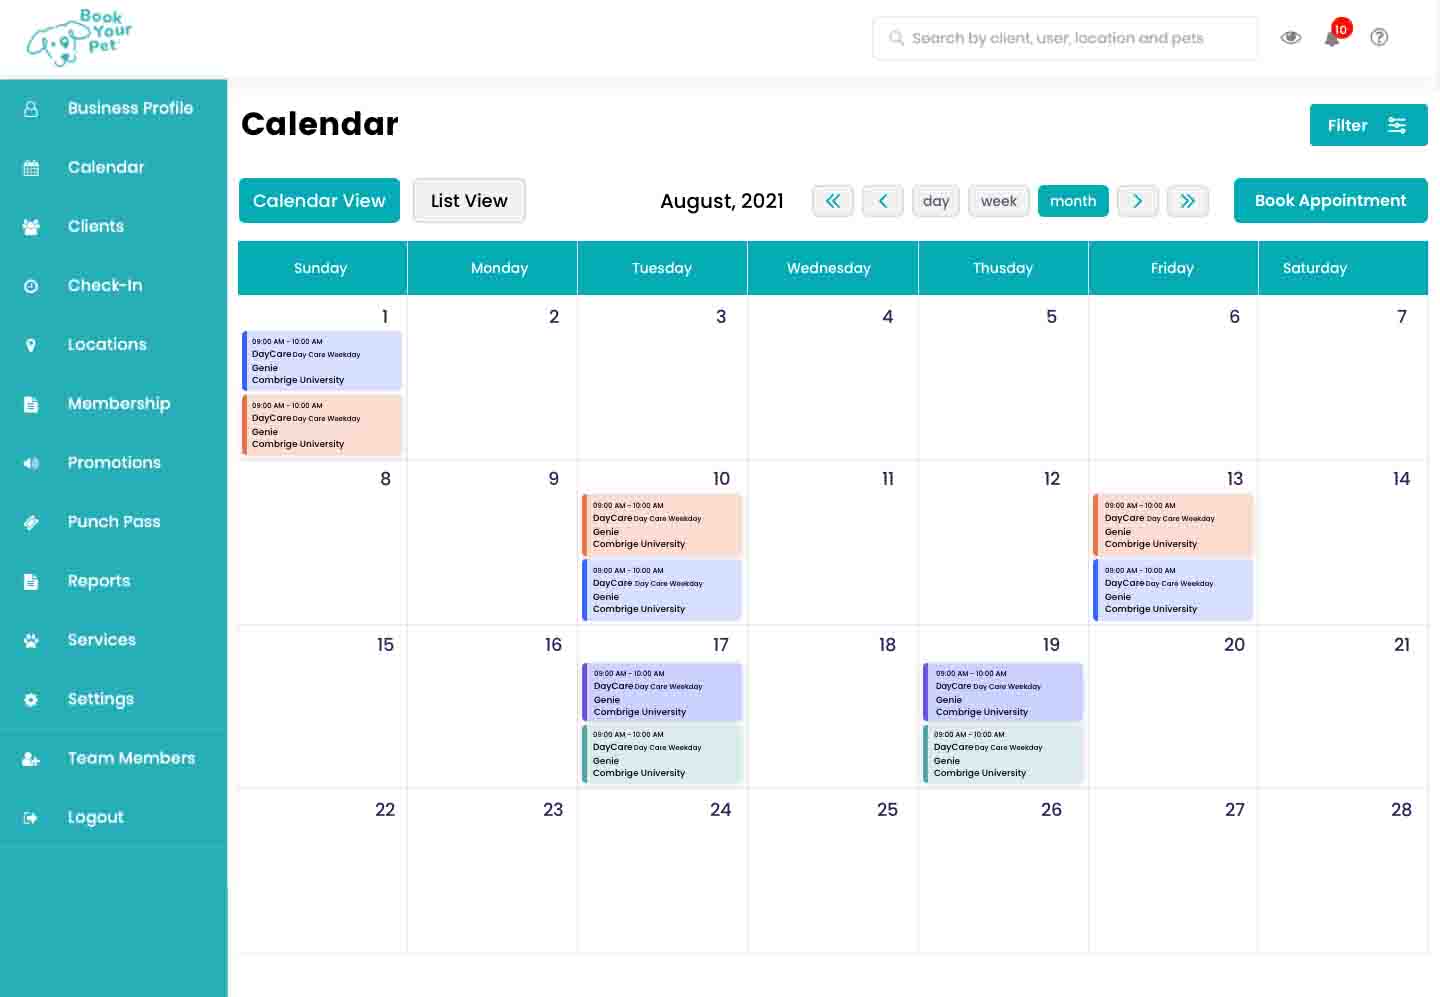 Book
Your
Pet
Search by client, user, location and pets
10
Business Profile
Calendar
Clients
Check-In
Locations
Membership
Promotions
Punch Pass
Reports
Services
Settings
Team Members
Logout
Calendar
Filter
Calendar View
List View
August, 2021
day
week
month
Book Appointment
Sunday
Monday
Tuesday
Wednesday
Thusday
Friday
Saturday
1
2
3
4
5
6
7
09:00 AM - 10:00 AM
DayCare Day Care Weekday
Genie
Combrige University
09:00 AM - 10:00 AM
DayCare Day Care Weekday
Genie
Combrige University
8
9
10
11
12
13
14
09:00 AM - 10:00 AM
DayCare Day Care Weekday
Genie
Combrige University
09:00 AM - 10:00 AM
DayCare Day Care Weekday
Genie
Combrige University
09:00 AM - 10:00 AM
DayCare Day Care Weekday
Genie
Combrige University
09:00 AM - 10:00 AM
DayCare Day Care Weekday
Genie
Combrige University
15
16
17
18
19
20
21
09:00 AM - 10:00 AM
DayCare Day Care Weekday
Genie
Combrige University
09:00 AM - 10:00 AM
DayCare Day Care Weekday
Genie
Combrige University
09:00 AM - 10:00 AM
DayCare Day Care Weekday
Genie
Combrige University
09:00 AM - 10:00 AM
DayCare Day Care Weekday
Genie
Combrige University
22
23
24
25
26
27
28